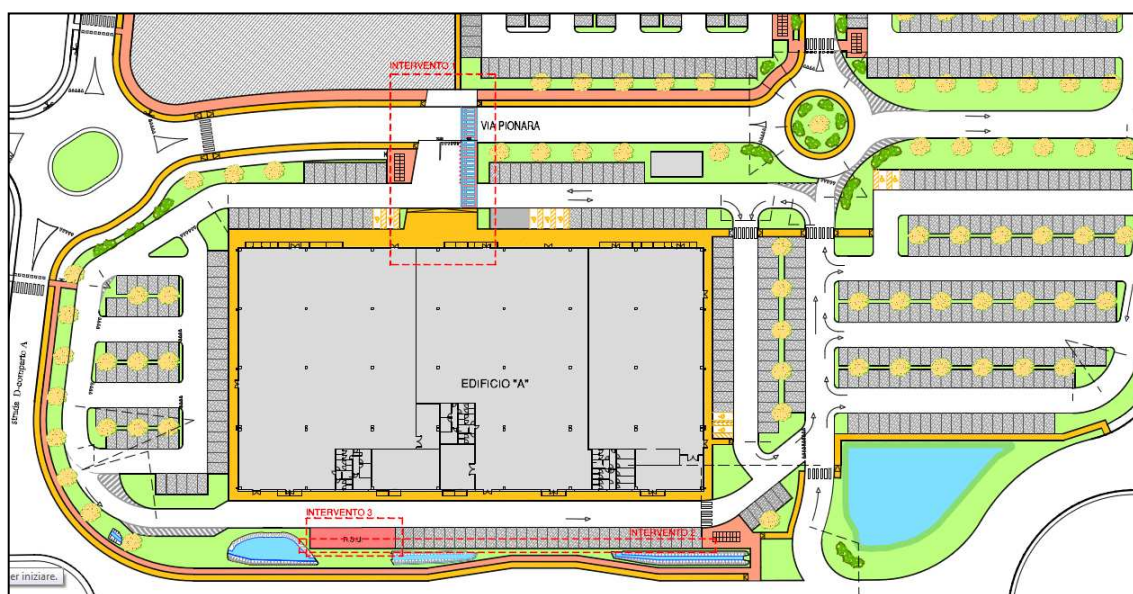 INTERVENTO 1
VIA PIONARA
strada D-comparto A
EDIFICIO "A"
INTERVENTO 3
r.s.u.
INTERVENTO 2
er iniziare.